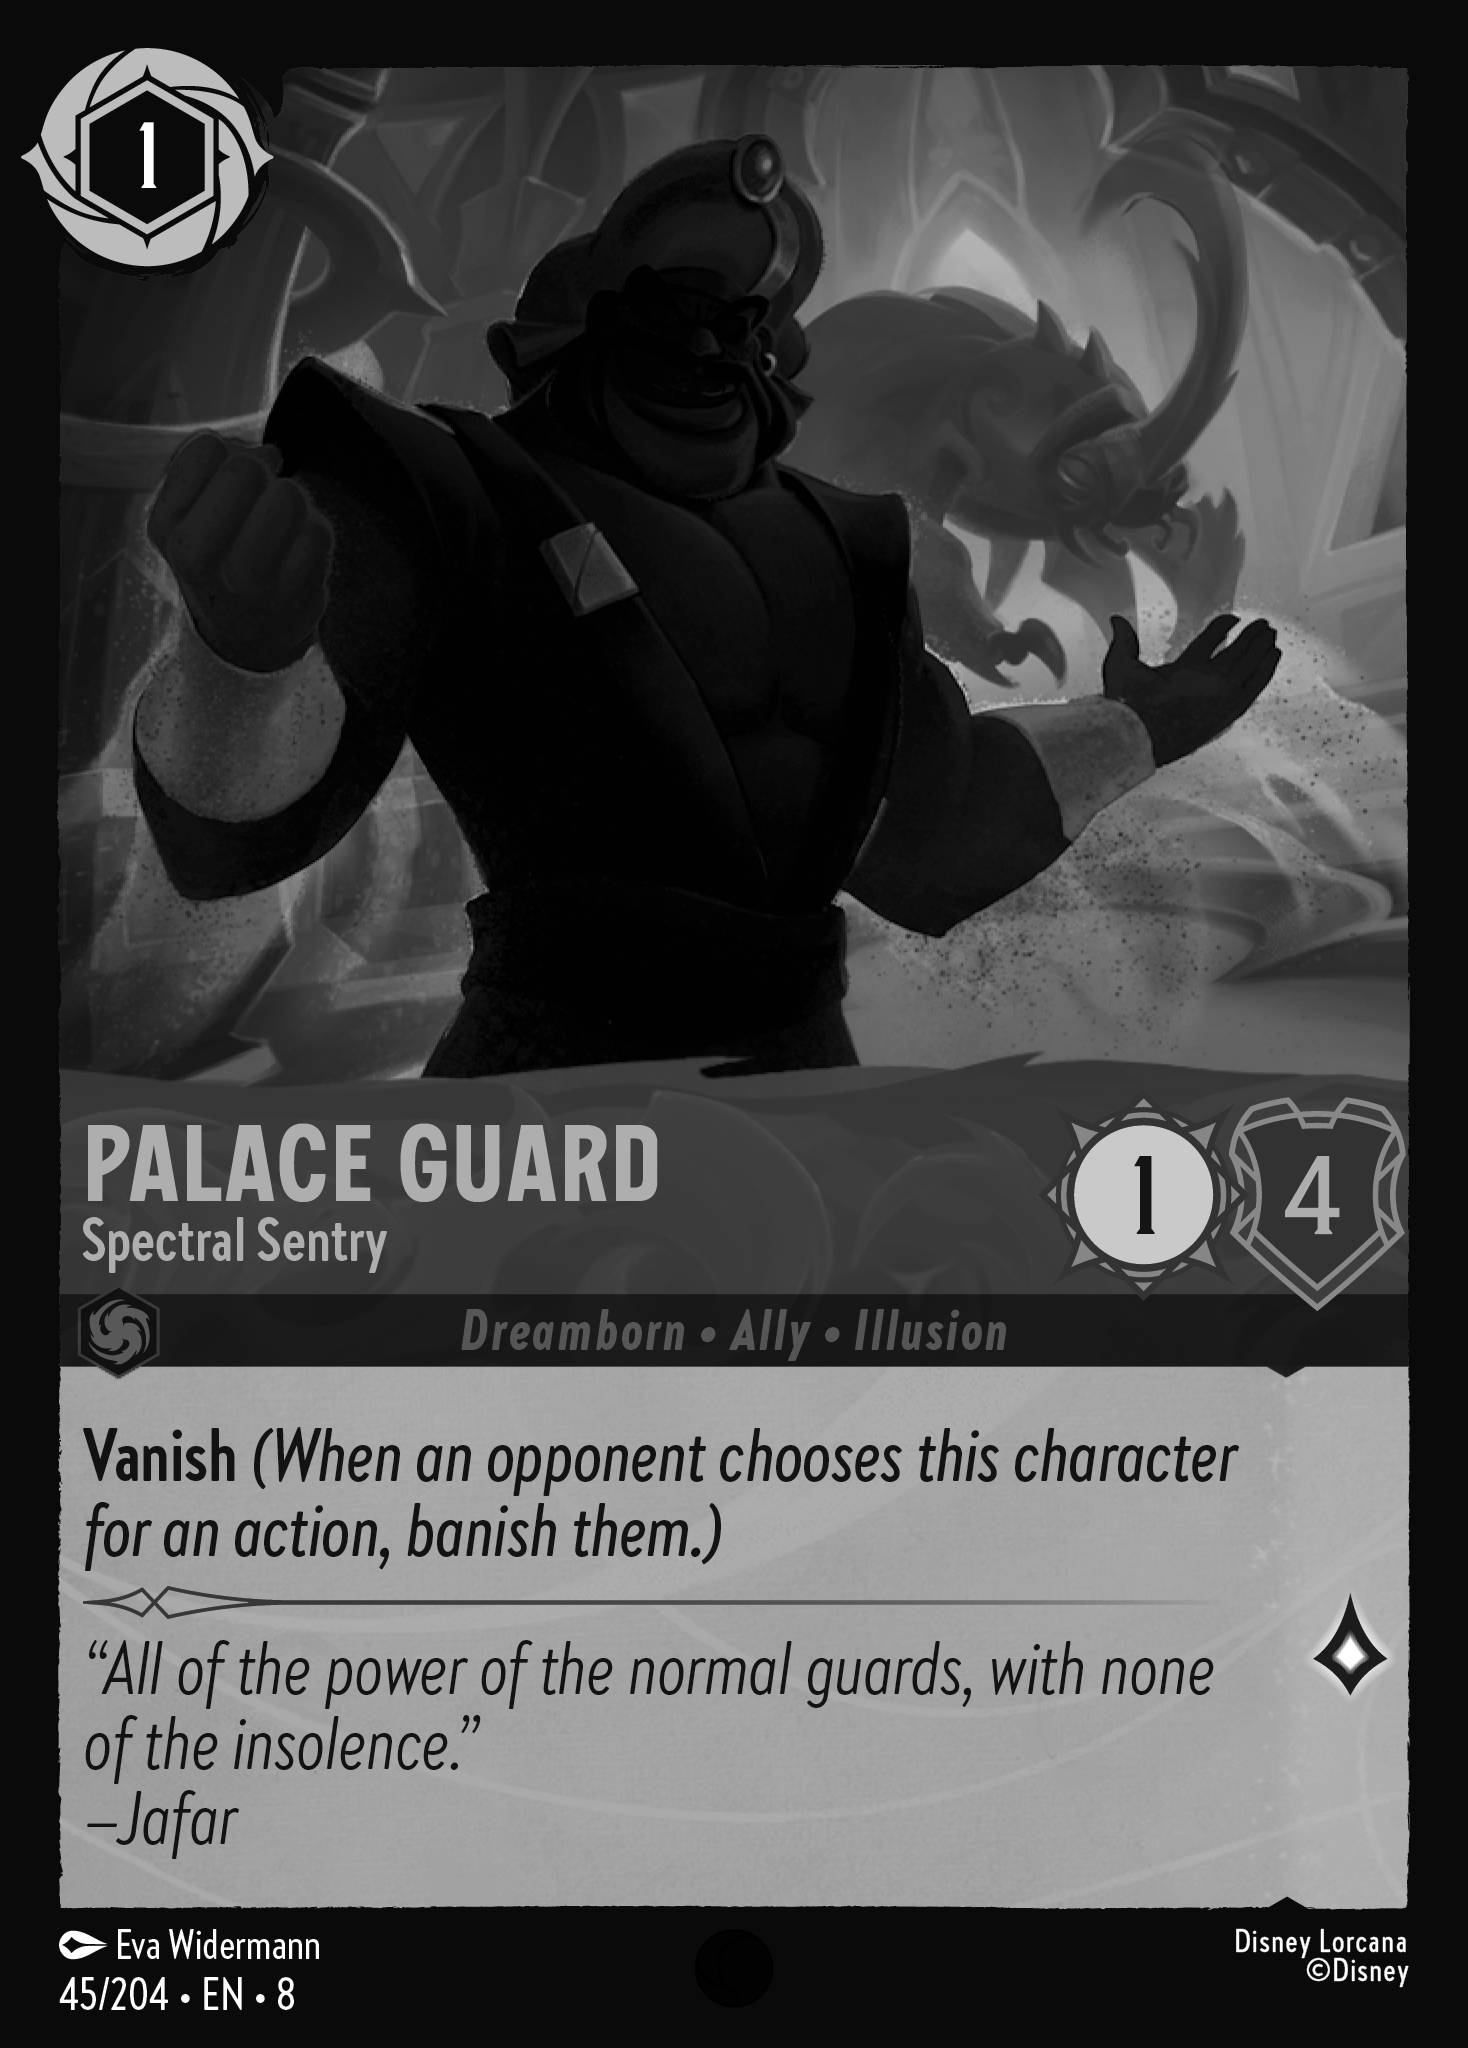 1
PALACE GUARD
Spectral Sentry
1
4
Dreamborn • Ally • Illusion
Vanish (When an opponent chooses this character
for an action, banish them.)
“All of the power of the normal guards, with none
of the insolence.”
–Jafar
Eva Widermann
45/204 • EN • 8
Disney Lorcana
©Disney